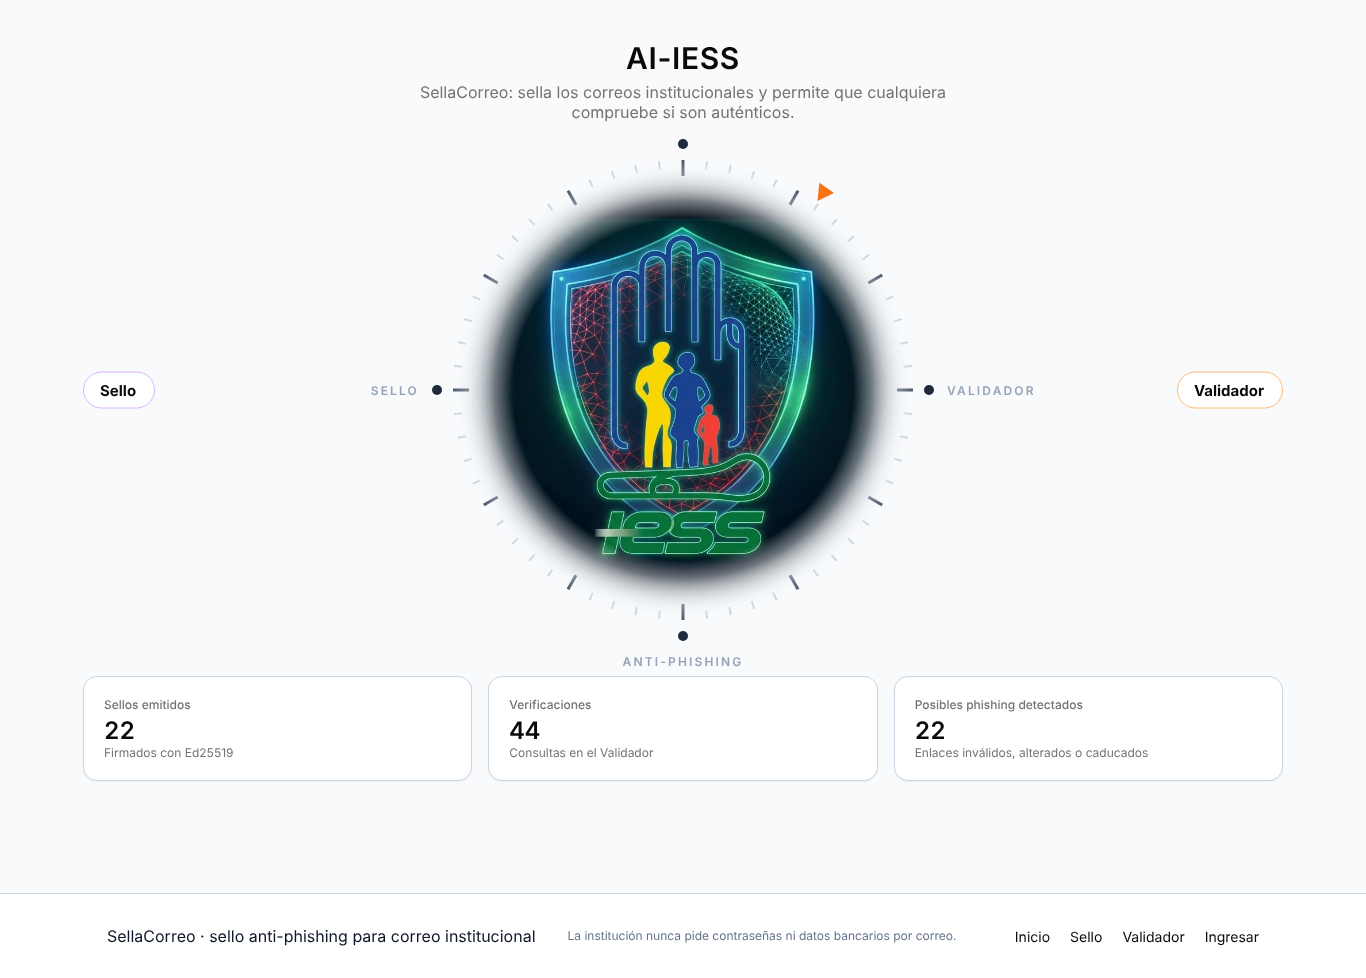 AI-IESS
SellaCorreo: sella los correos institucionales y permite que cualquiera
compruebe si son auténticos.
Sello
SELLO
VALIDADOR
Validador
IESS
ANTI-PHISHING
Sellos emitidos
22
Firmados con Ed25519
Verificaciones
44
Consultas en el Validador
Posibles phishing detectados
22
Enlaces inválidos, alterados o caducados
SellaCorreo · sello anti-phishing para correo institucional
La institución nunca pide contraseñas ni datos bancarios por correo.
Inicio Sello Validador Ingresar